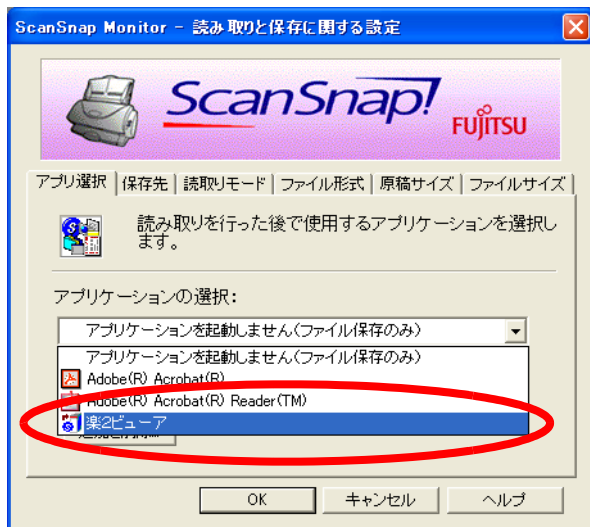 ScanSnap Monitor - 読み取りと保存に関する設定
ScanSnap!
FUJITSU
アプリ選択 保存先 読取りモード ファイル形式 原稿サイズ ファイルサイズ
読み取りを行った後で使用するアプリケーションを選択し
ます。
アプリケーションの選択:
アプリケーションを起動しません(ファイル保存のみ)
アプリケーションを起動しません(ファイル保存のみ)
Adobe(R) Acrobat(R)
Adobe(R) Acrobat(R) Reader(TM)
楽2ビューア
OK キャンセル ヘルプ